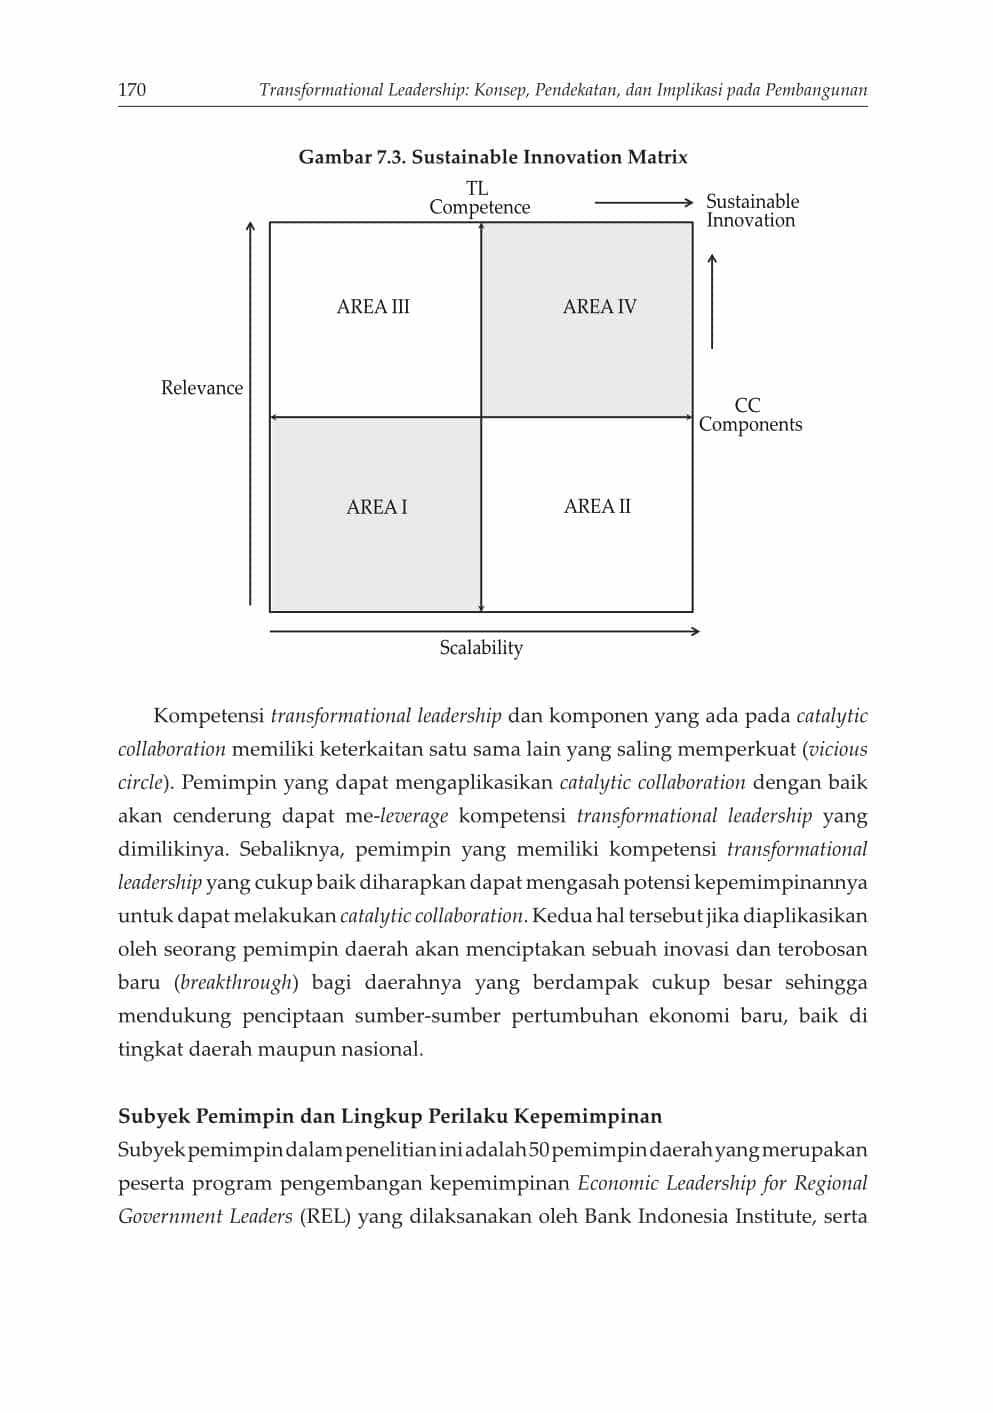 170 Transformational Leadership: Konsep, Pendekatan, dan Implikasi pada Pembangunan
Gambar 7.3. Sustainable Innovation Matrix
TL
Competence
Sustainable
Innovation
AREA III
AREA IV
Relevance
CC
Components
AREA I
AREA II
Scalability
Kompetensi transformational leadership dan komponen yang ada pada catalytic
collaboration memiliki keterkaitan satu sama lain yang saling memperkuat (vicious
circle). Pemimpin yang dapat mengaplikasikan catalytic collaboration dengan baik
akan cenderung dapat me-leverage kompetensi transformational leadership yang
dimilikinya. Sebaliknya, pemimpin yang memiliki kompetensi transformational
leadership yang cukup baik diharapkan dapat mengasah potensi kepemimpinannya
untuk dapat melakukan catalytic collaboration. Kedua hal tersebut jika diaplikasikan
oleh seorang pemimpin daerah akan menciptakan sebuah inovasi dan terobosan
baru (breakthrough) bagi daerahnya yang berdampak cukup besar sehingga
mendukung penciptaan sumber-sumber pertumbuhan ekonomi baru, baik di
tingkat daerah maupun nasional.
Subyek Pemimpin dan Lingkup Perilaku Kepemimpinan
Subyek pemimpin dalam penelitian ini adalah 50 pemimpin daerah yang merupakan
peserta program pengembangan kepemimpinan Economic Leadership for Regional
Government Leaders (REL) yang dilaksanakan oleh Bank Indonesia Institute, serta